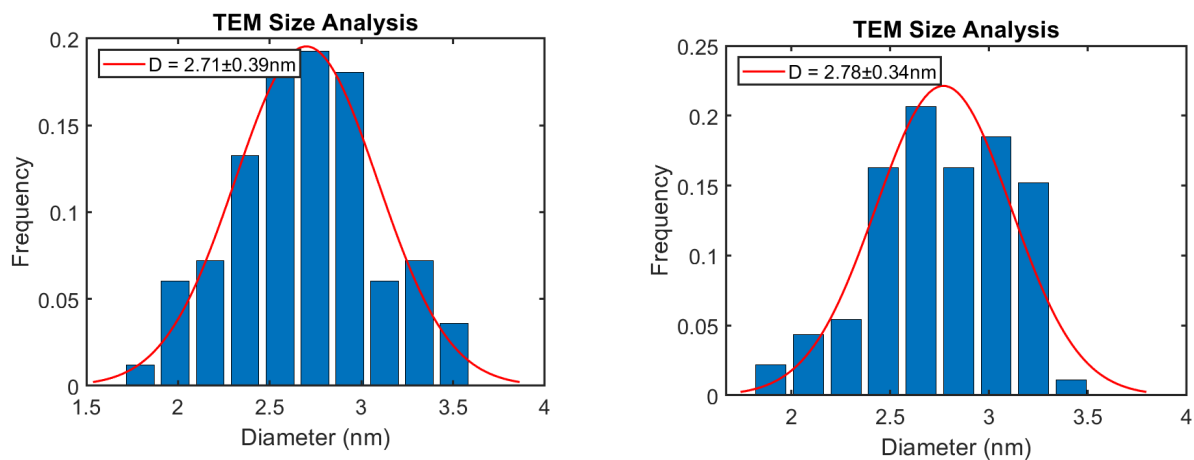 TEM Size Analysis
D = 2.71±0.39nm
0.2
0.15
0.1
0.05
0
Frequency
1.5 2 2.5 3 3.5 4
Diameter (nm)
TEM Size Analysis
D = 2.78±0.34nm
0.25
0.2
0.15
0.1
0.05
0
Frequency
2 2.5 3 3.5 4
Diameter (nm)